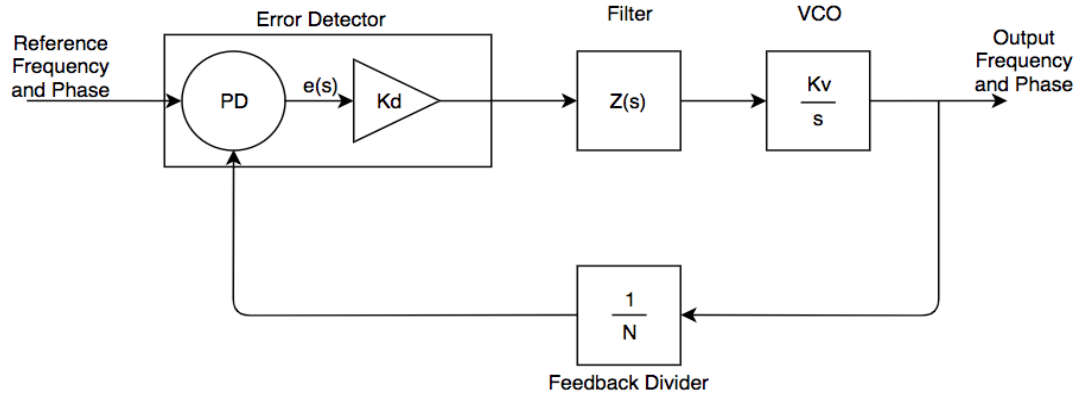 Error Detector
Filter
VCO
Reference
Frequency
and Phase
Output
Frequency
and Phase
PD
e(s)
Kd
Z(s)
Kv
s
1
N
Feedback Divider